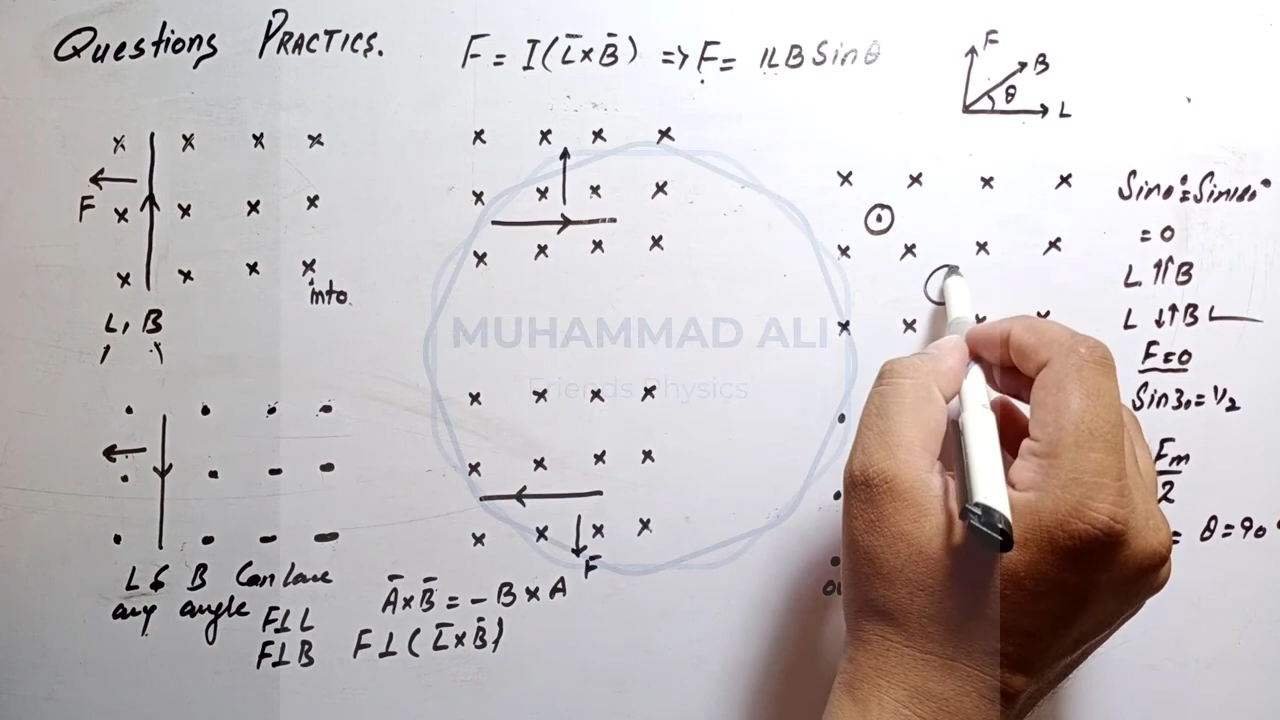 Questions PRACTICS.
F = I(L̄×B̄) => F = ILB Sinθ
F
B
θ
L
F
into.
L, B
L & B Can have
any angle
F⊥L
F⊥B
Ā×B̄ = -B×A
F⊥(L̄×B̄)
F
MUHAMMAD ALI
Friends Physics
Sin0° = Sin180°
= 0
L ↑↑ B
L ↓↑ B
F=0
Sin30 = 1/2
Fm
2
= θ = 90°